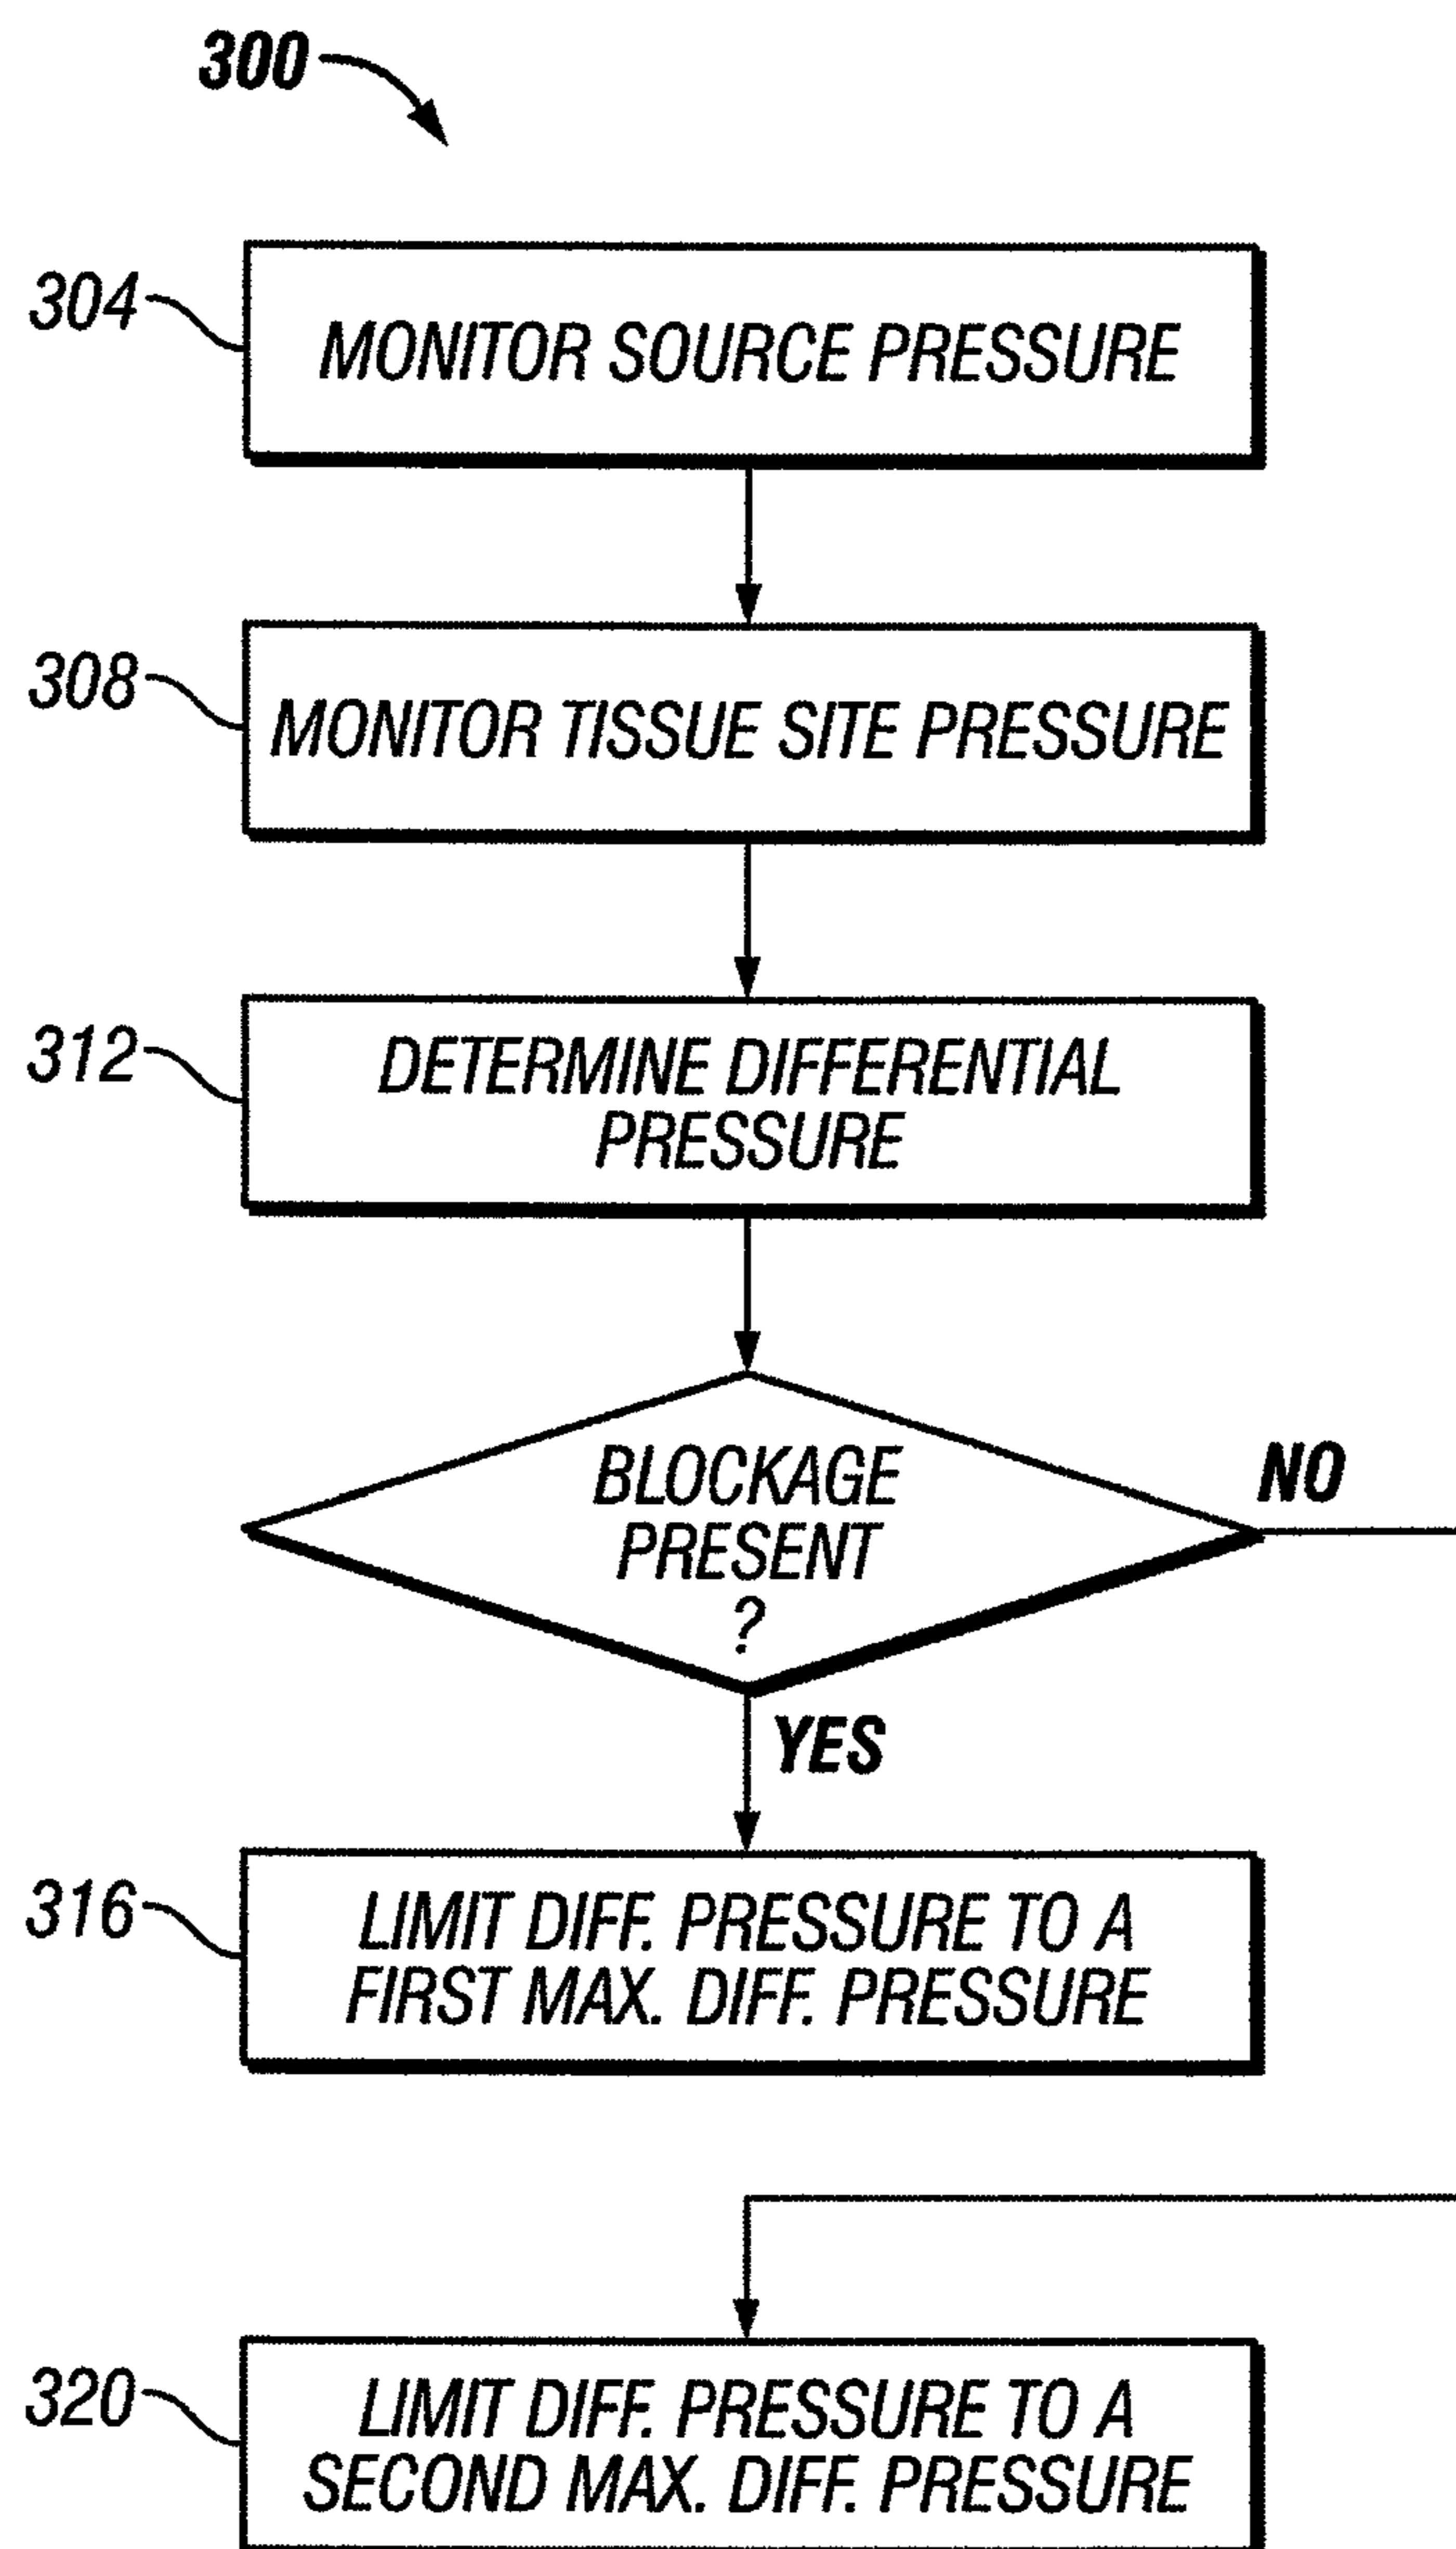 300
304
MONITOR SOURCE PRESSURE
308
MONITOR TISSUE SITE PRESSURE
312
DETERMINE DIFFERENTIAL
PRESSURE
BLOCKAGE
PRESENT
?
NO
YES
316
LIMIT DIFF. PRESSURE TO A
FIRST MAX. DIFF. PRESSURE
320
LIMIT DIFF. PRESSURE TO A
SECOND MAX. DIFF. PRESSURE